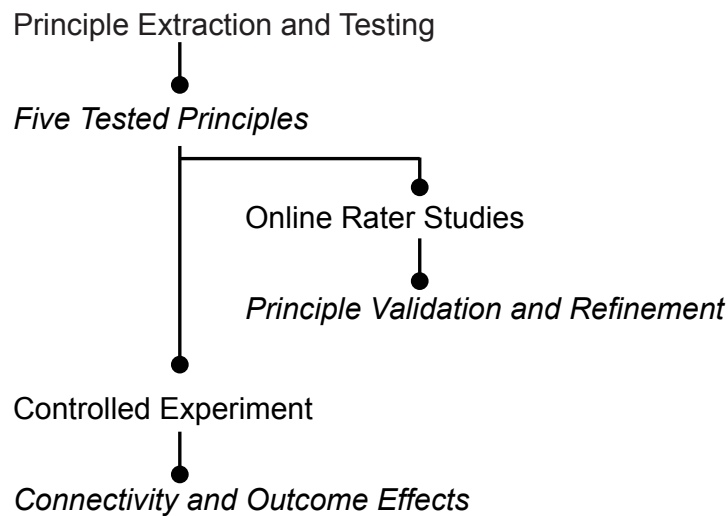 Principle Extraction and Testing
Five Tested Principles
Online Rater Studies
Principle Validation and Refinement
Controlled Experiment
Connectivity and Outcome Effects